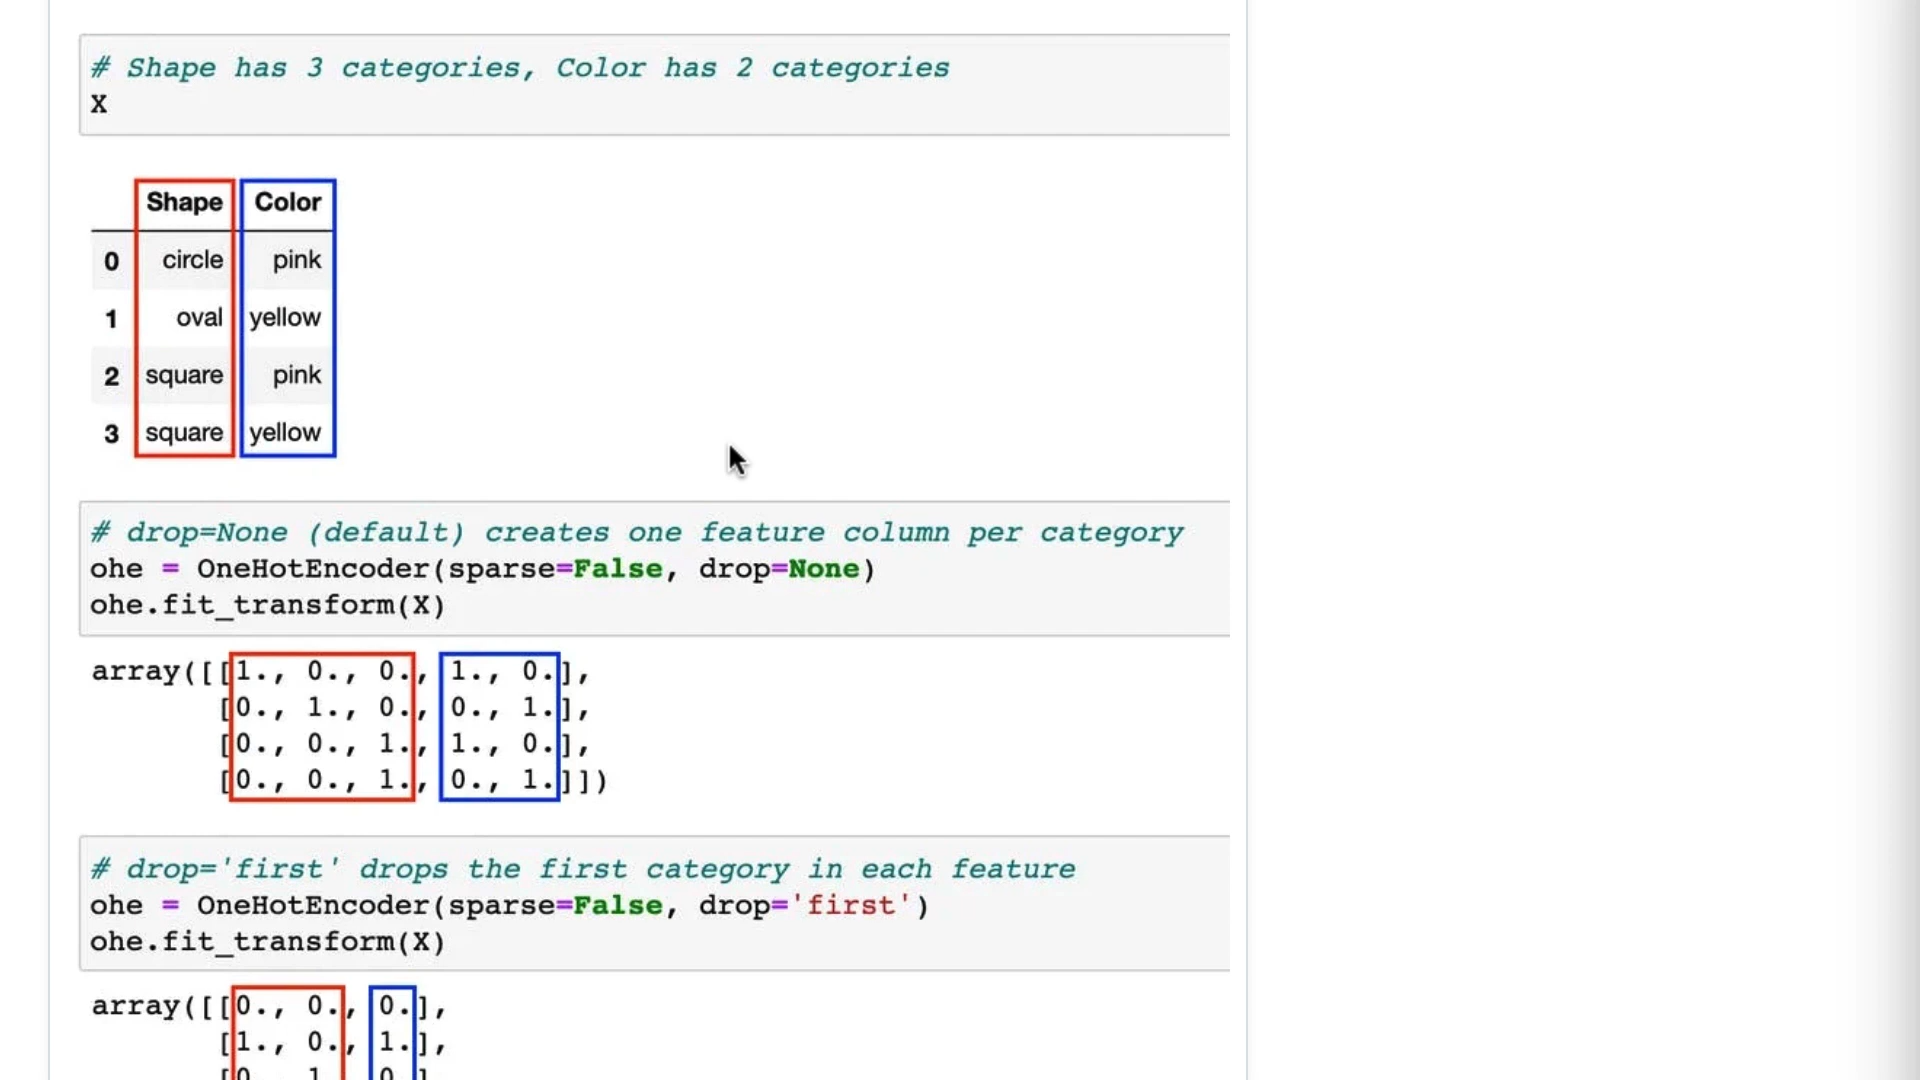 # Shape has 3 categories, Color has 2 categories
X
Shape Color
0 circle pink
1 oval yellow
2 square pink
3 square yellow
# drop=None (default) creates one feature column per category
ohe = OneHotEncoder(sparse=False, drop=None)
ohe.fit_transform(X)
array([[1., 0., 0., 1., 0.],
[0., 1., 0., 0., 1.],
[0., 0., 1., 1., 0.],
[0., 0., 1., 0., 1.]])
# drop='first' drops the first category in each feature
ohe = OneHotEncoder(sparse=False, drop='first')
ohe.fit_transform(X)
array([[0., 0., 0.],
[1., 0., 1.],